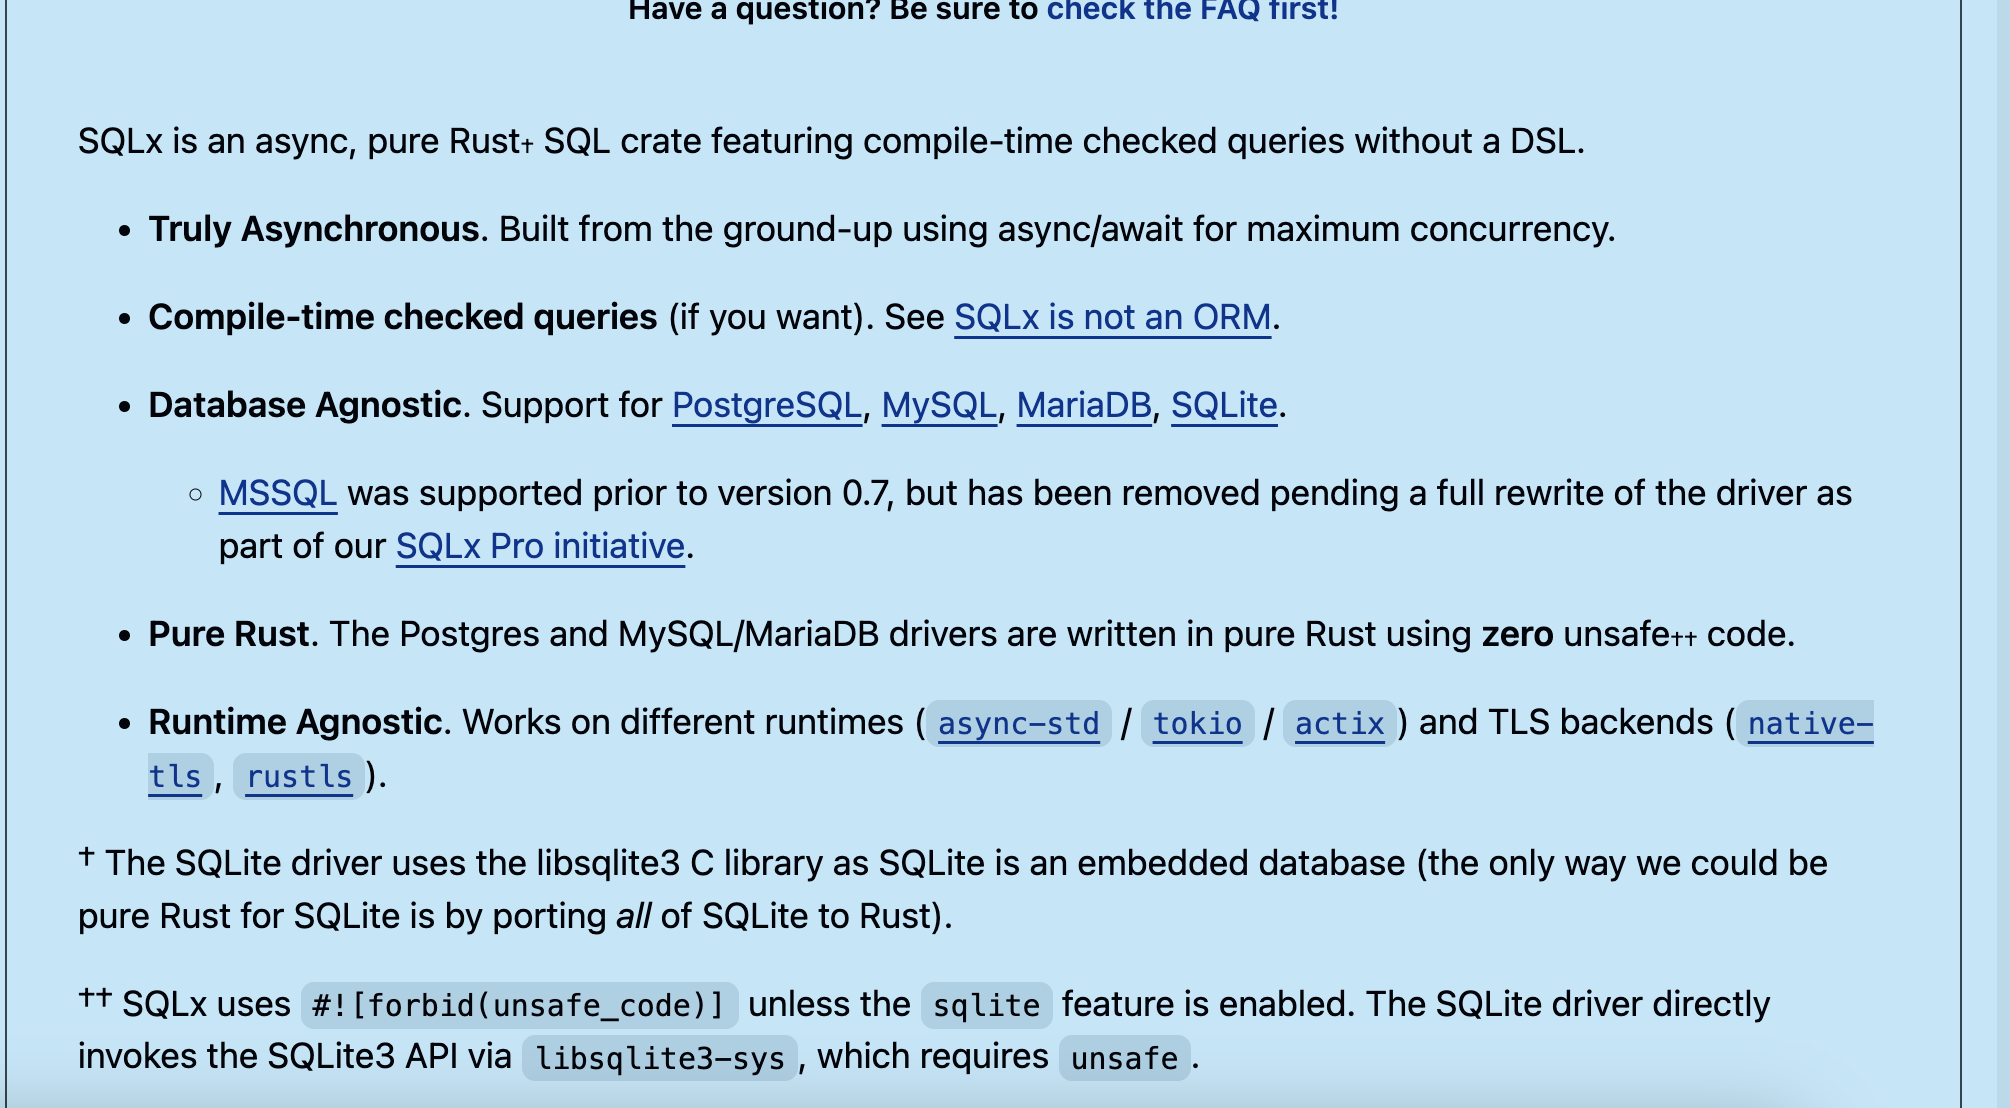 Have a question? Be sure to check the FAQ first!
SQLx is an async, pure Rust† SQL crate featuring compile-time checked queries without a DSL.
• Truly Asynchronous. Built from the ground-up using async/await for maximum concurrency.
• Compile-time checked queries (if you want). See SQLx is not an ORM.
• Database Agnostic. Support for PostgreSQL, MySQL, MariaDB, SQLite.
◦ MSSQL was supported prior to version 0.7, but has been removed pending a full rewrite of the driver as
part of our SQLx Pro initiative.
• Pure Rust. The Postgres and MySQL/MariaDB drivers are written in pure Rust using zero unsafe†† code.
• Runtime Agnostic. Works on different runtimes (async-std / tokio / actix) and TLS backends (native-
tls, rustls).
† The SQLite driver uses the libsqlite3 C library as SQLite is an embedded database (the only way we could be
pure Rust for SQLite is by porting all of SQLite to Rust).
†† SQLx uses #![forbid(unsafe_code)] unless the sqlite feature is enabled. The SQLite driver directly
invokes the SQLite3 API via libsqlite3-sys, which requires unsafe.